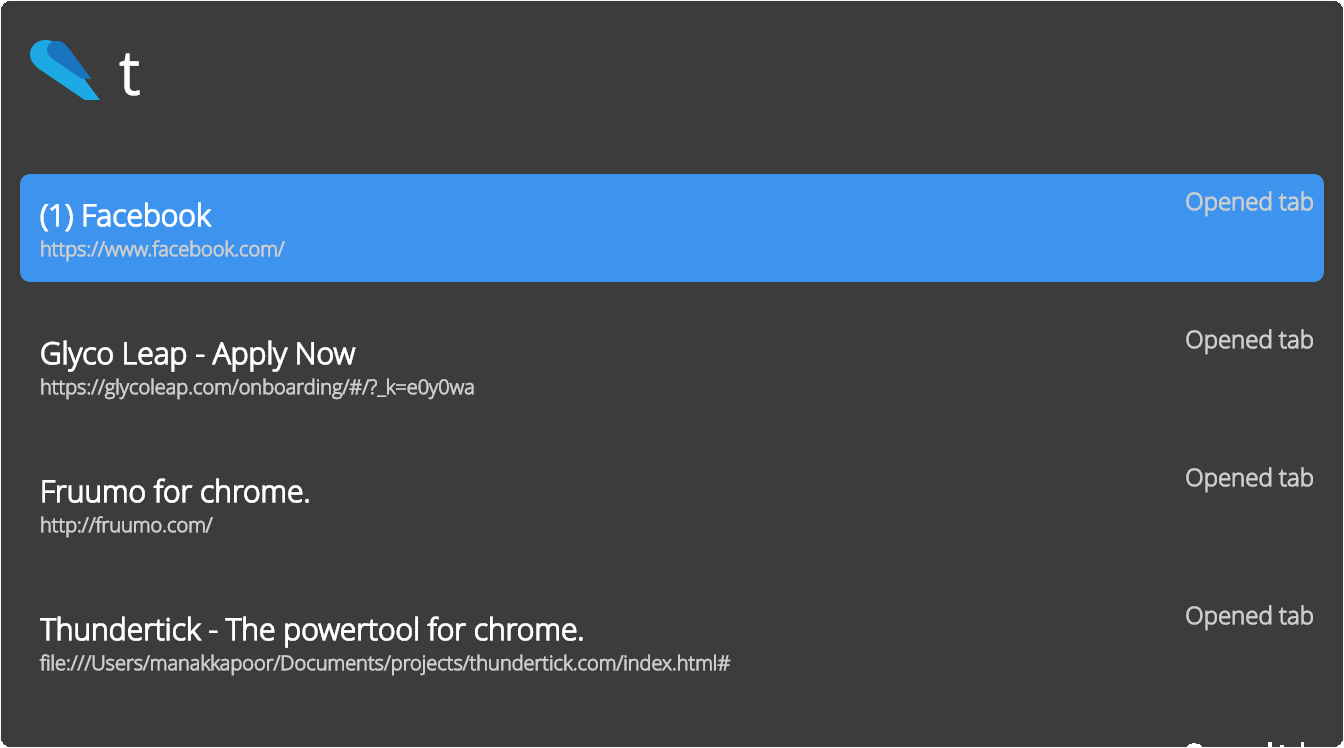 t
(1) Facebook
Opened tab
https://www.facebook.com/
Glyco Leap - Apply Now
Opened tab
https://glycoleap.com/onboarding/#/?_k=e0y0wa
Fruumo for chrome.
Opened tab
http://fruumo.com/
Thundertick - The powertool for chrome.
Opened tab
file:///Users/manakkapoor/Documents/projects/thundertick.com/index.html#